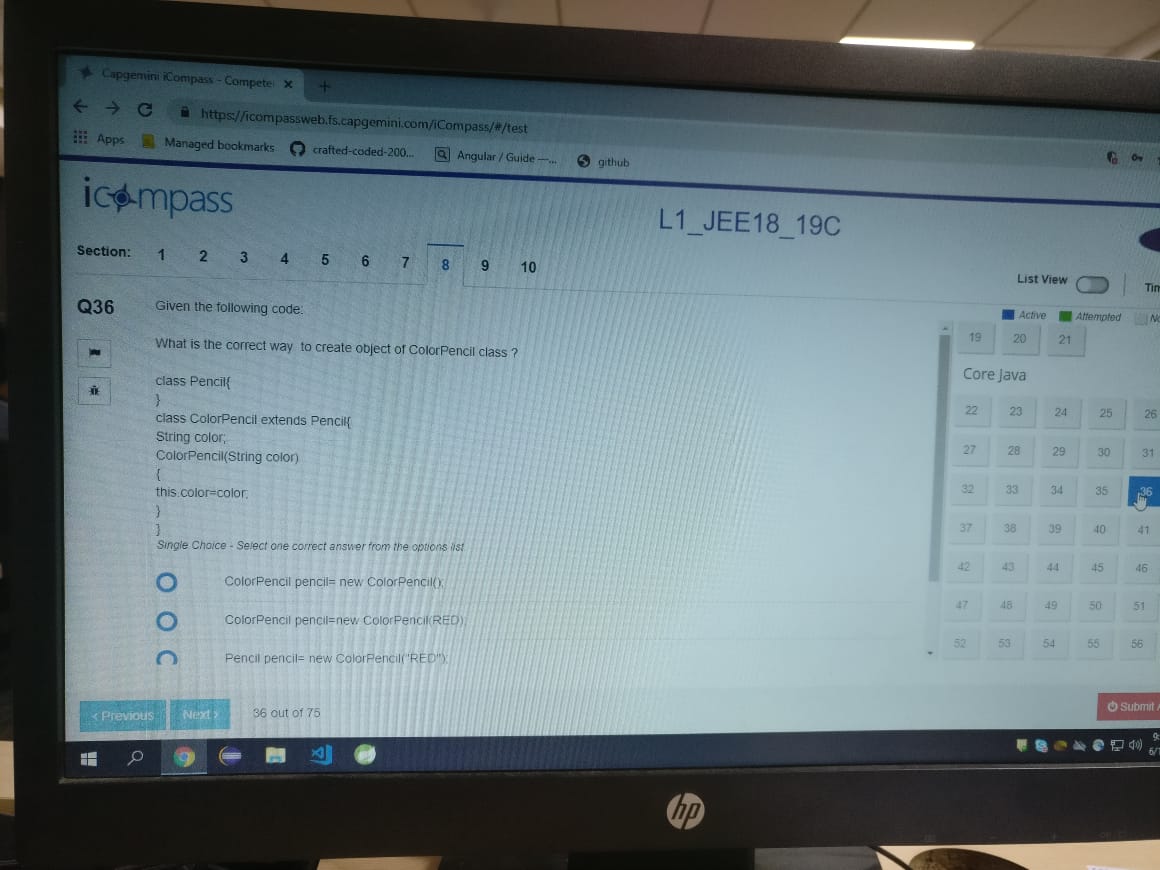 Capgemini iCompass - Compete
https://icompassweb.fs.capgemini.com/iCompass/#/test
Apps Managed bookmarks crafted-coded-200... Angular / Guide —... github
icompass
L1_JEE18_19C
Section: 1 2 3 4 5 6 7 8 9 10
List View
Tim
Active Attempted No
Q36
Given the following code:
What is the correct way to create object of ColorPencil class ?
class Pencil{
}
class ColorPencil extends Pencil{
String color;
ColorPencil(String color)
{
this.color=color;
}
}
Single Choice - Select one correct answer from the options list
ColorPencil pencil= new ColorPencil();
ColorPencil pencil=new ColorPencil(RED);
Pencil pencil= new ColorPencil("RED");
19 20 21
Core Java
22 23 24 25 26
27 28 29 30 31
32 33 34 35 36
37 38 39 40 41
42 43 44 45 46
47 48 49 50 51
52 53 54 55 56
< Previous Next > 36 out of 75
Submit A
9:
6/1
hp